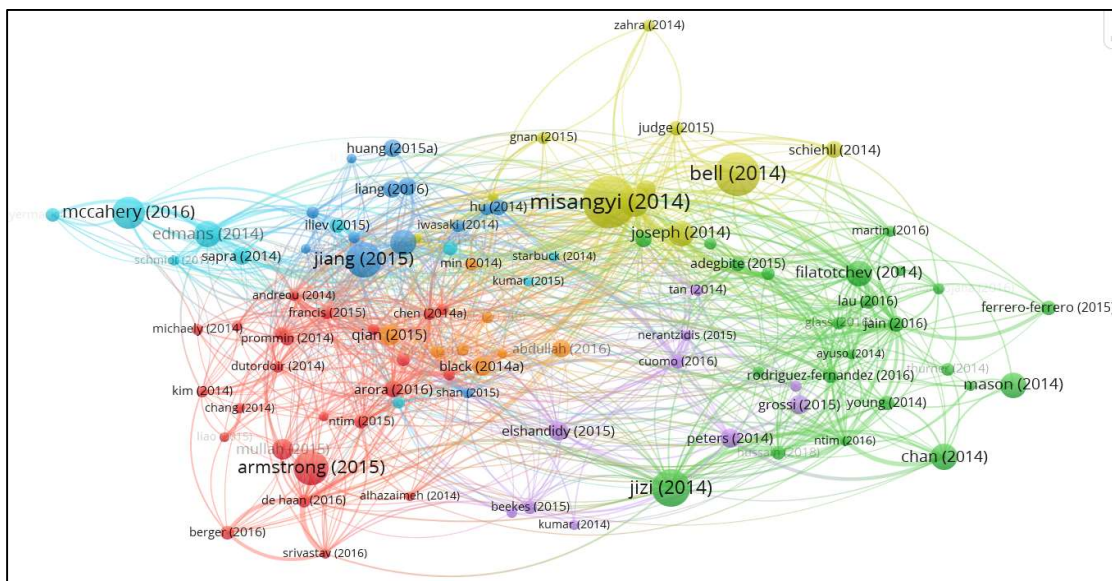 zahra (2014)
gnan (2015)
judge (2015)
schiehll (2014)
huang (2015a)
bell (2014)
liang (2016)
misangyi (2014)
mccahery (2016)
hu (2014)
iliev (2015)
iwasaki (2014)
edmans (2014)
joseph (2014)
martin (2016)
sapra (2014)
jiang (2015)
starbuck (2014)
min (2014)
adegbite (2015)
filatotchev (2014)
kumar (2015)
tan (2014)
andreou (2014)
lau (2016)
ferrero-ferrero (2015)
francis (2015)
chen (2014a)
michaely (2014)
prommin (2014)
qian (2015)
nerantzidis (2015)
jain (2016)
abdullah (2016)
ayuso (2014)
dutordoir (2014)
black (2014a)
cuomo (2016)
rodriguez-fernandez (2016)
kim (2014)
arora (2016)
shan (2015)
mason (2014)
chang (2014)
grossi (2015)
young (2014)
ntim (2015)
elshandidy (2015)
peters (2014)
ntim (2016)
liao (2015)
mullah (2015)
chan (2014)
armstrong (2015)
jizi (2014)
de haan (2016)
alhazaimeh (2014)
beekes (2015)
kumar (2014)
berger (2016)
srivastav (2016)